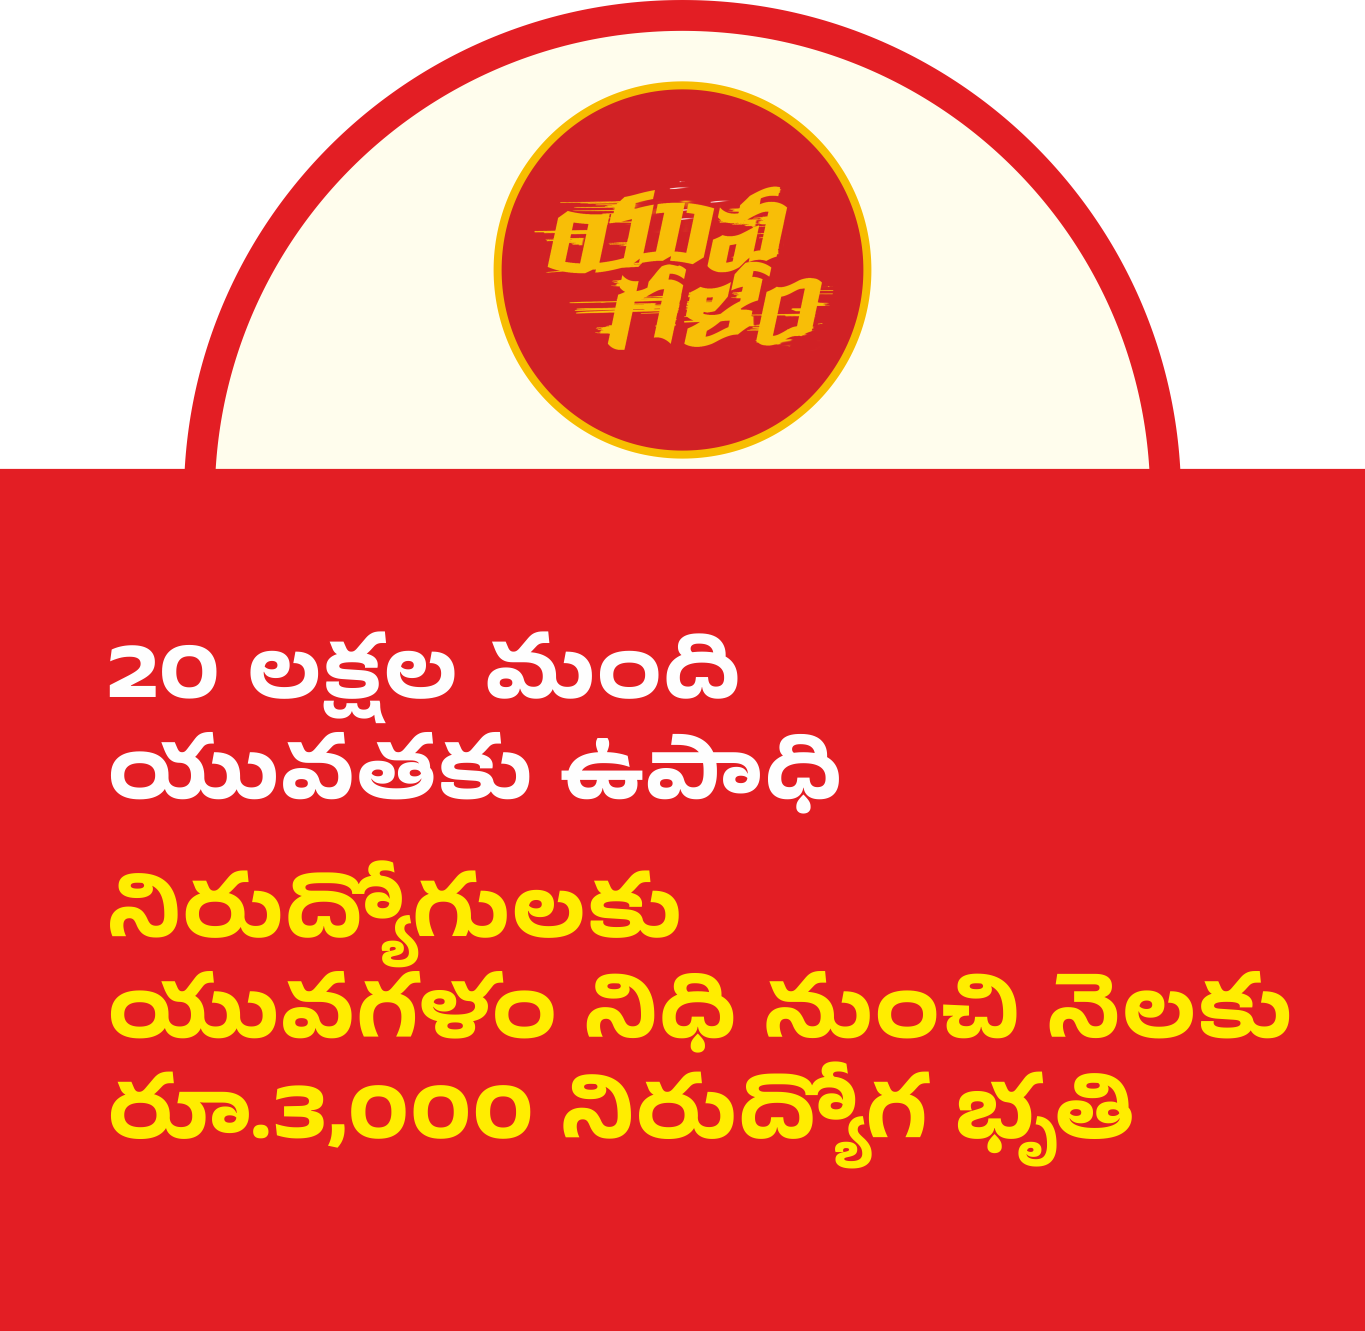 యువ
గళం
20 లక్షల మంది
యువతకు ఉపాధి
నిరుద్యోగులకు
యువగళం నిధి నుంచి నెలకు
రూ.3,000 నిరుద్యోగ భృతి